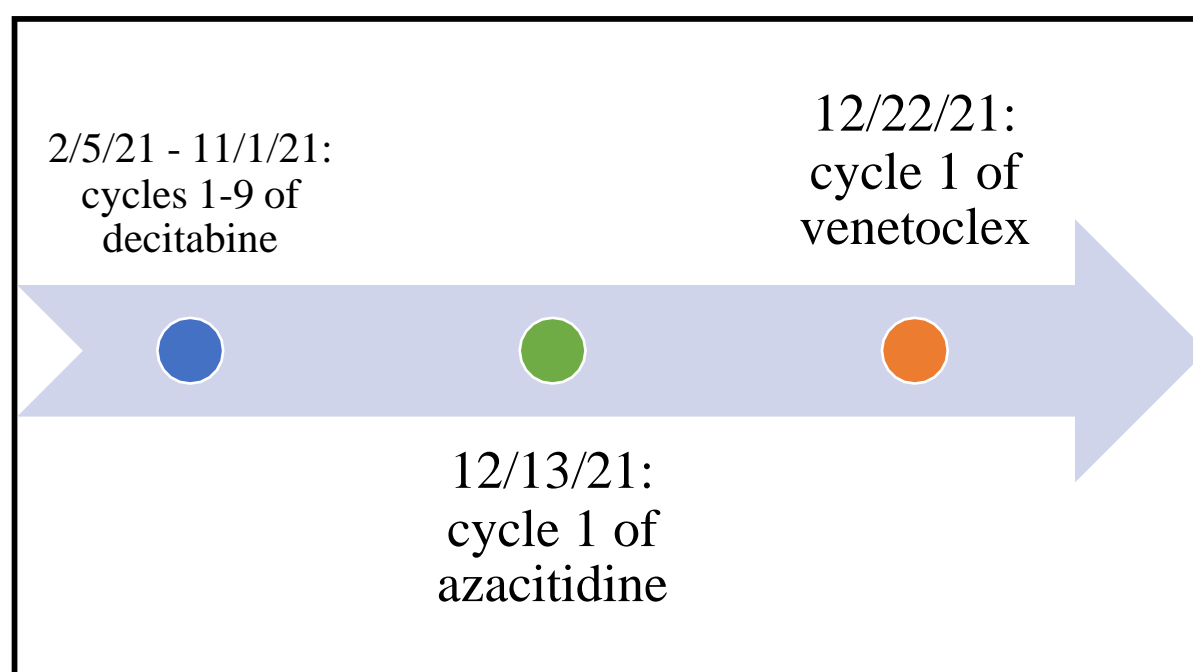 2/5/21 - 11/1/21:
cycles 1-9 of
decitabine
12/13/21:
cycle 1 of
azacitidine
12/22/21:
cycle 1 of
venetoclex